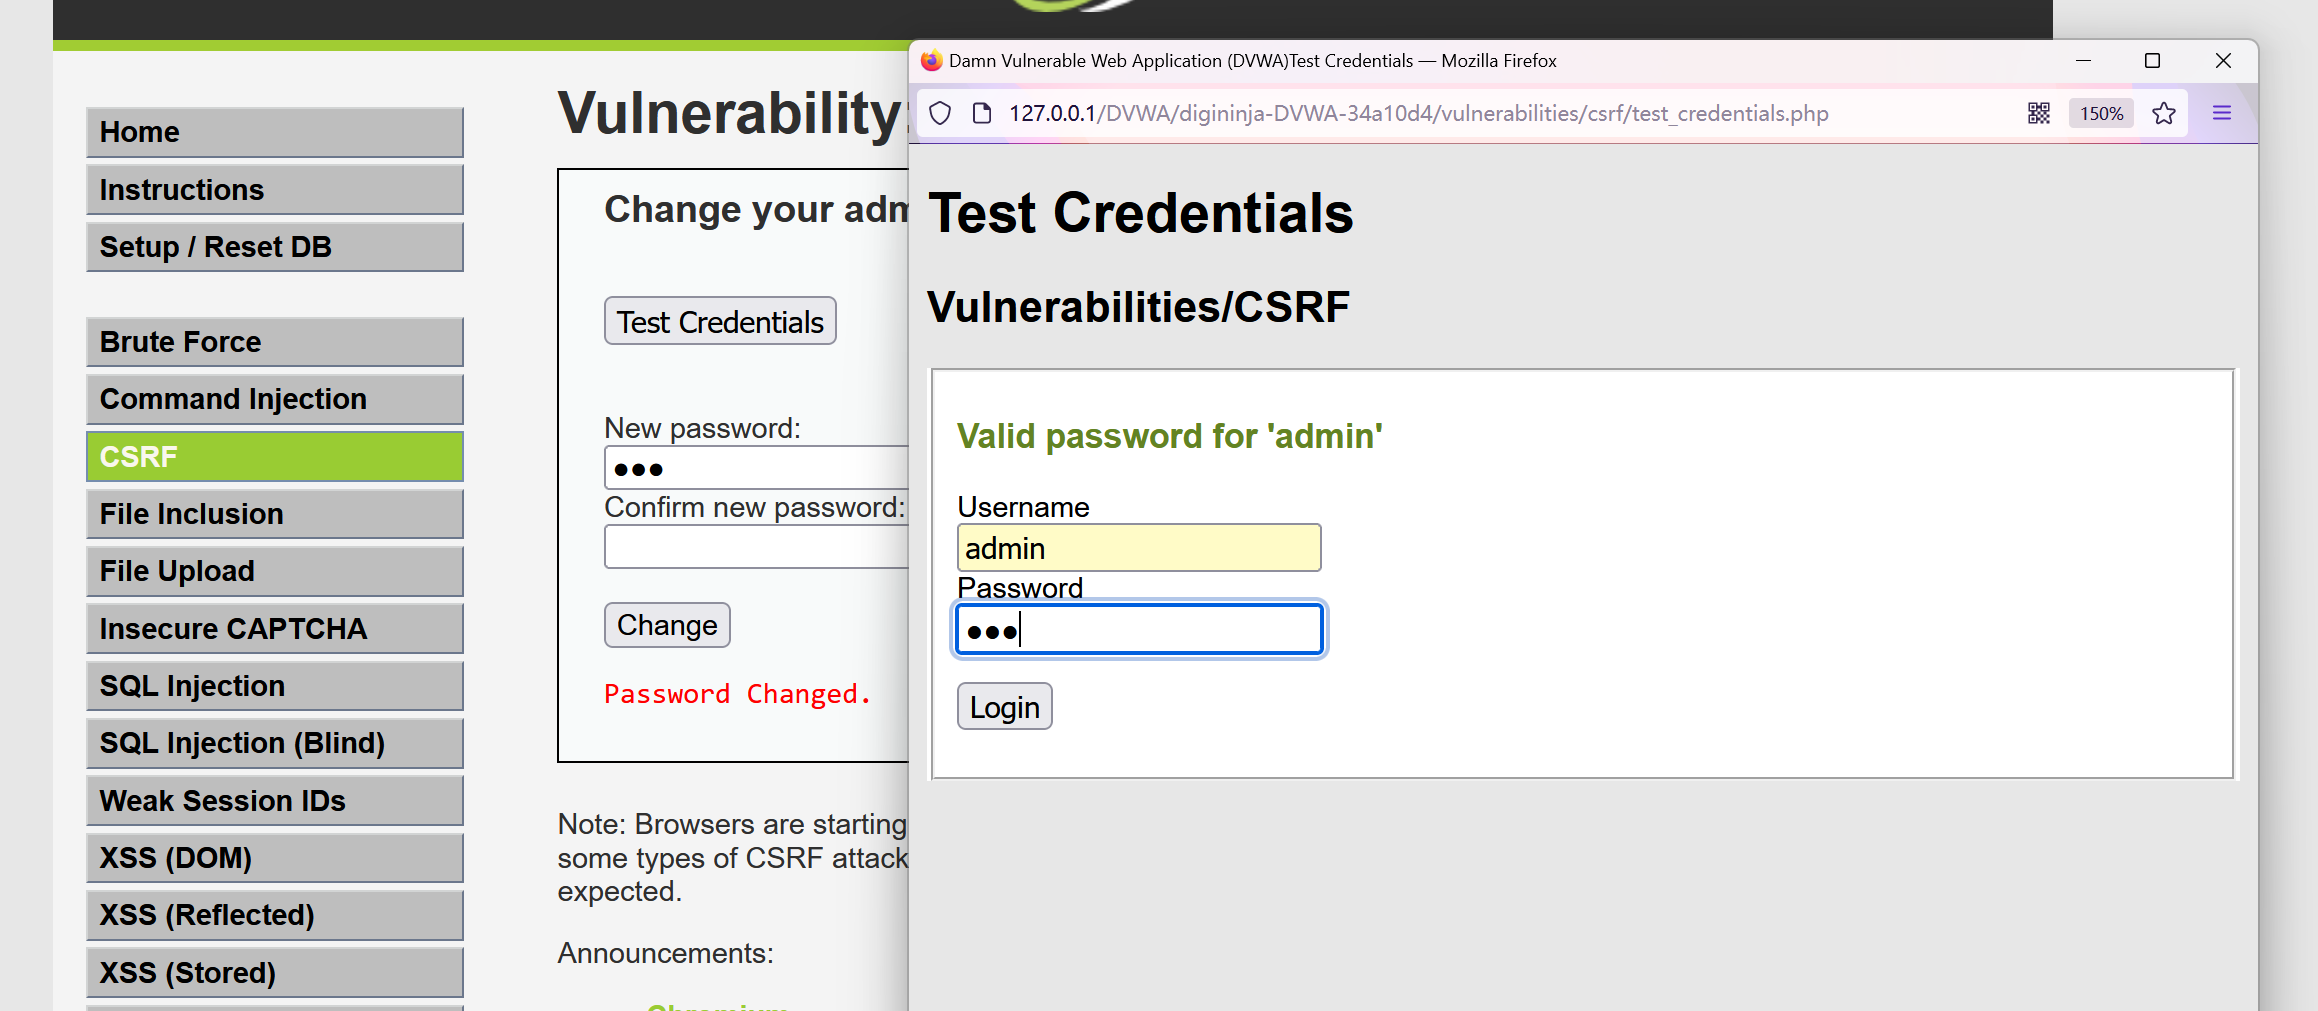 Home
Instructions
Setup / Reset DB
Brute Force
Command Injection
CSRF
File Inclusion
File Upload
Insecure CAPTCHA
SQL Injection
SQL Injection (Blind)
Weak Session IDs
XSS (DOM)
XSS (Reflected)
XSS (Stored)
Vulnerability:
Change your adm
Test Credentials
New password:
Confirm new password:
Change
Password Changed.
Note: Browsers are starting
some types of CSRF attack
expected.
Announcements:
Chromium
Damn Vulnerable Web Application (DVWA)Test Credentials — Mozilla Firefox
127.0.0.1/DVWA/digininja-DVWA-34a10d4/vulnerabilities/csrf/test_credentials.php
150%
Test Credentials
Vulnerabilities/CSRF
Valid password for 'admin'
Username
admin
Password
Login